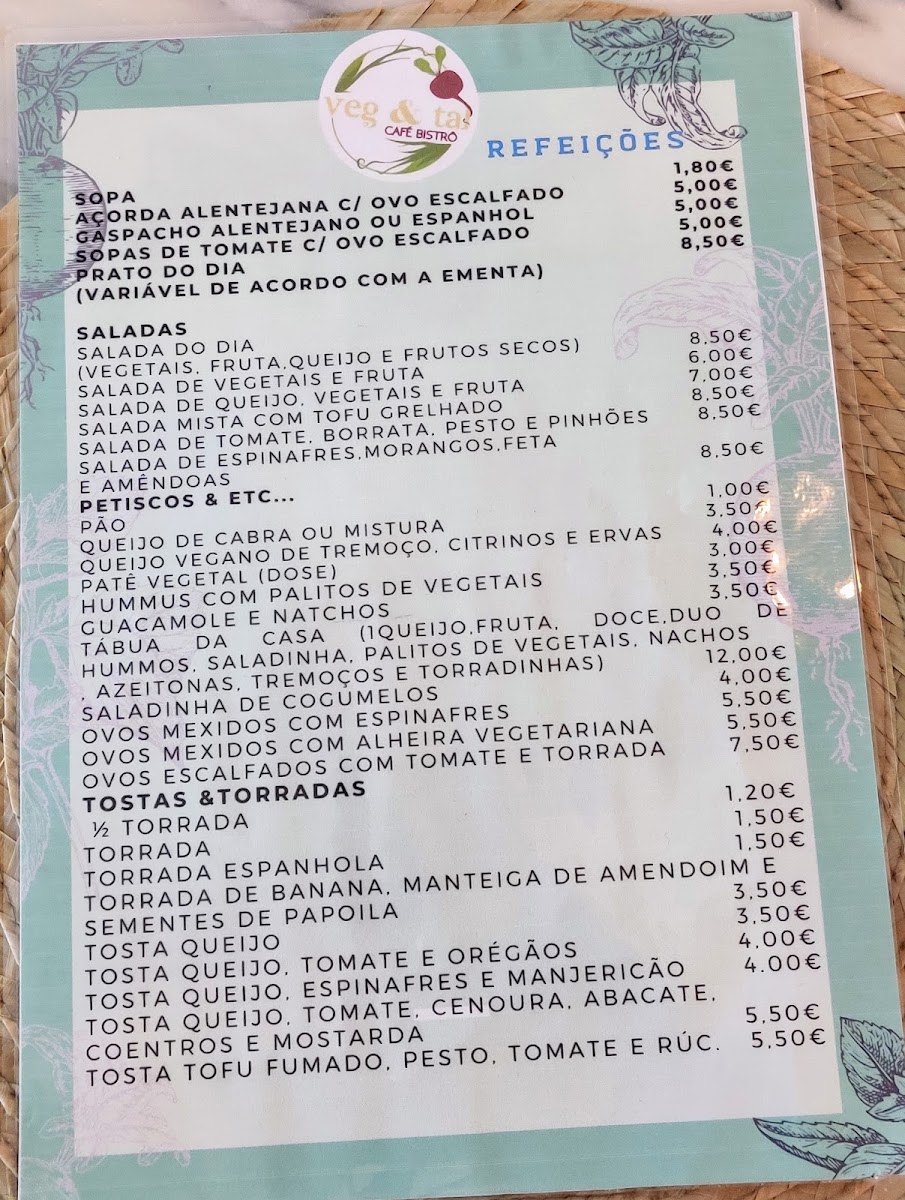 veg & tal
CAFÉ BISTRÔ
REFEIÇÕES
SOPA 1,80€
AÇORDA ALENTEJANA C/ OVO ESCALFADO 5,00€
GASPACHO ALENTEJANO OU ESPANHOL 5,00€
SOPAS DE TOMATE C/ OVO ESCALFADO 5,00€
PRATO DO DIA 8,50€
(VARIÁVEL DE ACORDO COM A EMENTA)
SALADAS
SALADA DO DIA
(VEGETAIS, FRUTA,QUEIJO E FRUTOS SECOS) 8.50€
SALADA DE VEGETAIS E FRUTA 6.00€
SALADA DE QUEIJO, VEGETAIS E FRUTA 7.00€
SALADA MISTA COM TOFU GRELHADO 8.50€
SALADA DE TOMATE, BORRATA, PESTO E PINHÕES 8.50€
SALADA DE ESPINAFRES,MORANGOS,FETA
E AMÊNDOAS 8.50€
PETISCOS & ETC...
PÃO 1,00€
QUEIJO DE CABRA OU MISTURA 3,50€
QUEIJO VEGANO DE TREMOÇO, CITRINOS E ERVAS 4,00€
PATÊ VEGETAL (DOSE) 3,00€
HUMMUS COM PALITOS DE VEGETAIS 3,50€
GUACAMOLE E NATCHOS 3,50€
TÁBUA DA CASA (1QUEIJO,FRUTA, DOCE,DUO DE
HUMMOS, SALADINHA, PALITOS DE VEGETAIS, NACHOS
, AZEITONAS, TREMOÇOS E TORRADINHAS) 12,00€
SALADINHA DE COGUMELOS 4,00€
OVOS MEXIDOS COM ESPINAFRES 5,50€
OVOS MEXIDOS COM ALHEIRA VEGETARIANA 5,50€
OVOS ESCALFADOS COM TOMATE E TORRADA 7,50€
TOSTAS &TORRADAS
½ TORRADA 1,20€
TORRADA 1,50€
TORRADA ESPANHOLA 1,50€
TORRADA DE BANANA, MANTEIGA DE AMENDOIM E
SEMENTES DE PAPOILA 3,50€
TOSTA QUEIJO 3,50€
TOSTA QUEIJO, TOMATE E ORÉGÃOS 4,00€
TOSTA QUEIJO, ESPINAFRES E MANJERICÃO 4,00€
TOSTA QUEIJO, TOMATE, CENOURA, ABACATE,
COENTROS E MOSTARDA 5,50€
TOSTA TOFU FUMADO, PESTO, TOMATE E RÚC. 5,50€